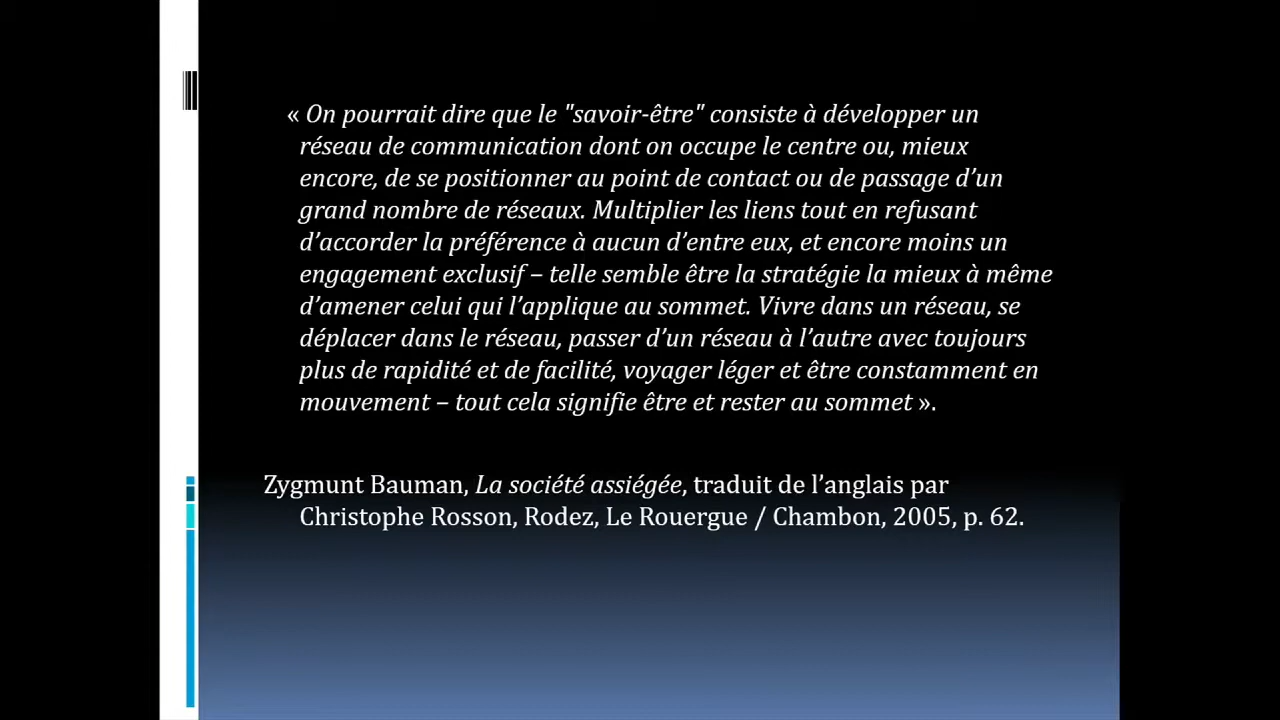 « On pourrait dire que le "savoir-être" consiste à développer un
réseau de communication dont on occupe le centre ou, mieux
encore, de se positionner au point de contact ou de passage d’un
grand nombre de réseaux. Multiplier les liens tout en refusant
d’accorder la préférence à aucun d’entre eux, et encore moins un
engagement exclusif – telle semble être la stratégie la mieux à même
d’amener celui qui l’applique au sommet. Vivre dans un réseau, se
déplacer dans le réseau, passer d’un réseau à l’autre avec toujours
plus de rapidité et de facilité, voyager léger et être constamment en
mouvement – tout cela signifie être et rester au sommet ».
Zygmunt Bauman, La société assiégée, traduit de l’anglais par
Christophe Rosson, Rodez, Le Rouergue / Chambon, 2005, p. 62.